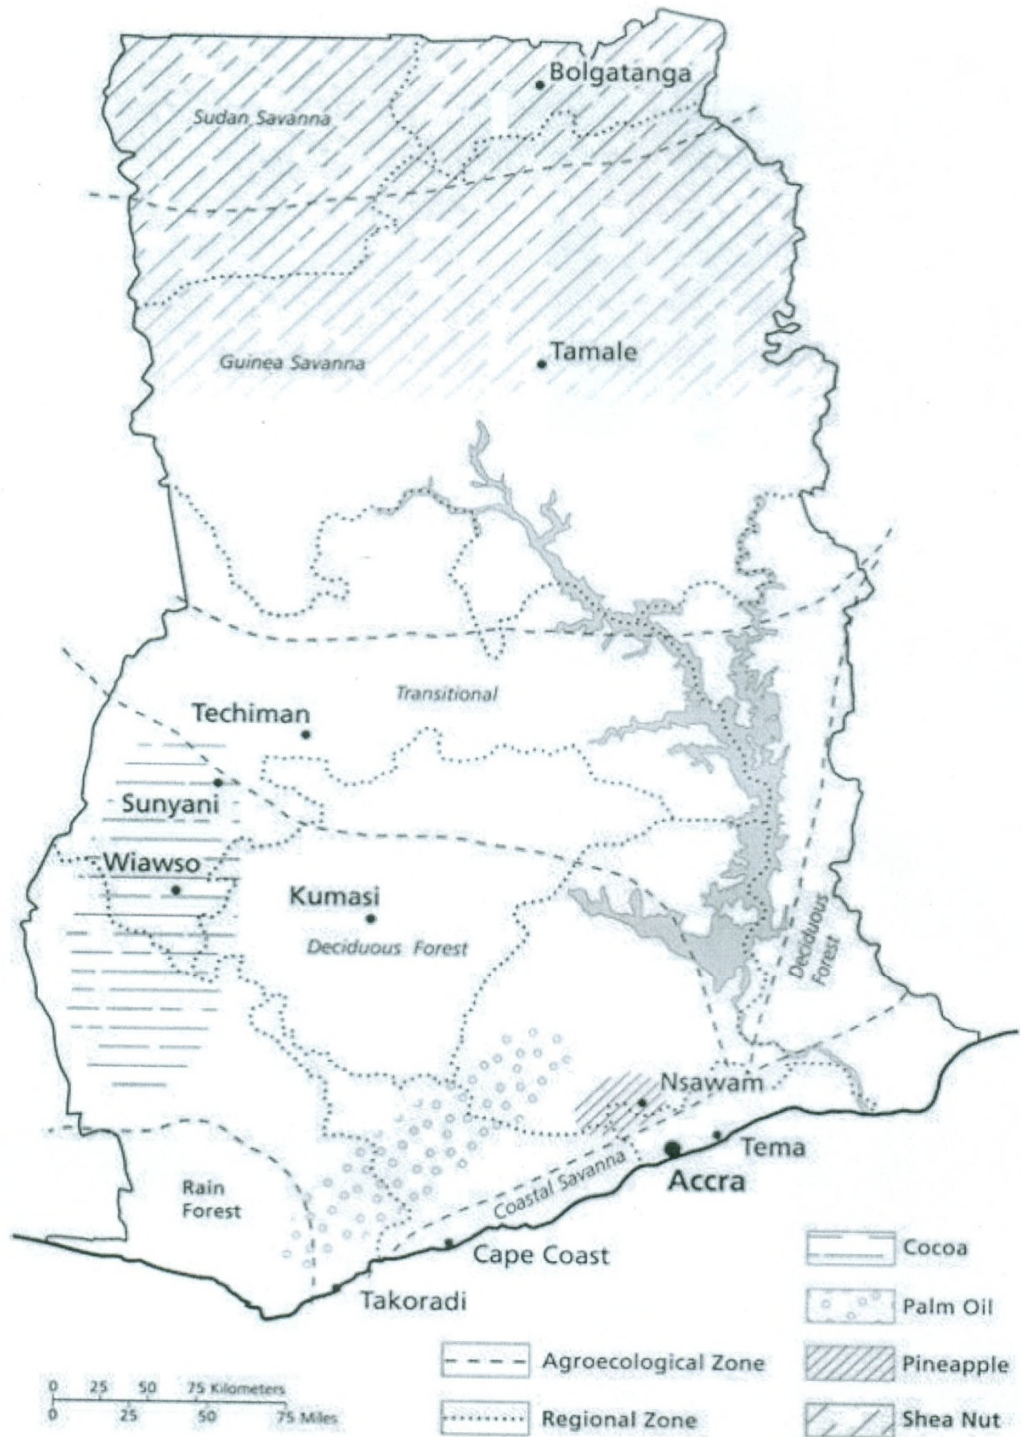 Bolgatanga
Sudan Savanna
Guinea Savanna
Tamale
Transitional
Techiman
Sunyani
Wiawso
Kumasi
Deciduous Forest
Deciduous
Forest
Nsawam
Tema
Accra
Coastal Savanna
Rain
Forest
Cape Coast
Takoradi
Cocoa
Palm Oil
Agroecological Zone
Pineapple
Regional Zone
Shea Nut
0 25 50 75 Kilometers
0 25 50 75 Miles